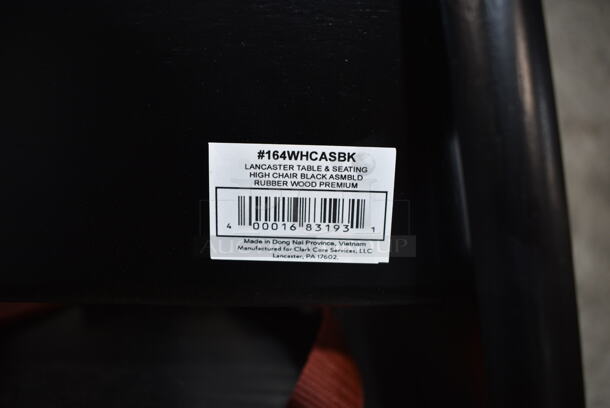 #164WHCASBK
LANCASTER TABLE & SEATING
HIGH CHAIR BLACK ASMBLD
RUBBER WOOD PREMIUM
4 00016 83193 1
Made in Dong Nai Province, Vietnam
Manufactured for Clark Core Services, LLC
Lancaster, PA 17602.